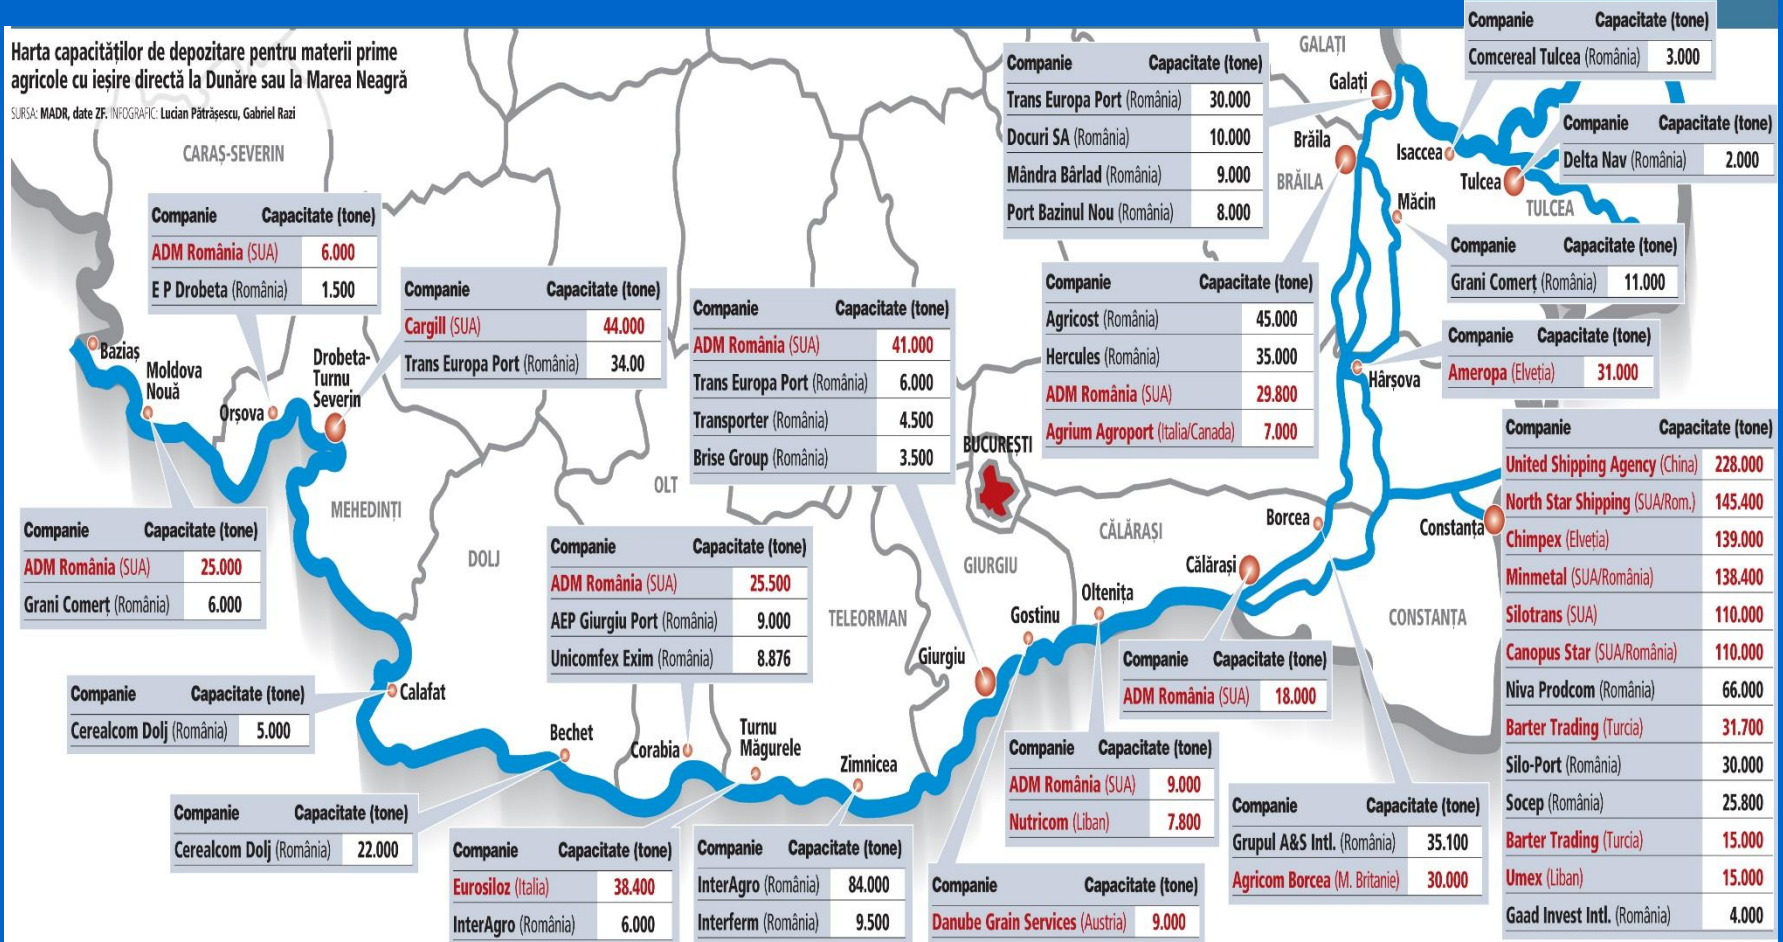 Harta capacităților de depozitare pentru materii prime
agricole cu ieșire directă la Dunăre sau la Marea Neagră
SURSA: MADR, date ZF. INFOGRAFIC: Lucian Pătrășescu, Gabriel Razi
CARAȘ-SEVERIN
Companie Capacitate (tone)
ADM România (SUA) 6.000
E P Drobeta (România) 1.500
Companie Capacitate (tone)
Cargill (SUA) 44.000
Trans Europa Port (România) 34.00
Companie Capacitate (tone)
ADM România (SUA) 41.000
Trans Europa Port (România) 6.000
Transporter (România) 4.500
Brise Group (România) 3.500
Companie Capacitate (tone)
Trans Europa Port (România) 30.000
Docuri SA (România) 10.000
Mândra Bârlad (România) 9.000
Port Bazinul Nou (România) 8.000
Companie Capacitate (tone)
Comcereal Tulcea (România) 3.000
Companie Capacitate (tone)
Delta Nav (România) 2.000
GALAȚI
Galați
Brăila
BRĂILA
Isaccea
Tulcea
TULCEA
Măcin
Companie Capacitate (tone)
Grani Comerț (România) 11.000
Companie Capacitate (tone)
Agricost (România) 45.000
Hercules (România) 35.000
ADM România (SUA) 29.800
Agrium Agroport (Italia/Canada) 7.000
Companie Capacitate (tone)
Ameropa (Elveția) 31.000
Hârșova
Baziaș
Moldova
Nouă
Orșova
Drobeta-
Turnu
Severin
MEHEDINȚI
DOLJ
OLT
BUCUREȘTI
Companie Capacitate (tone)
ADM România (SUA) 25.000
Grani Comerț (România) 6.000
Companie Capacitate (tone)
ADM România (SUA) 25.500
AEP Giurgiu Port (România) 9.000
Unicomfex Exim (România) 8.876
TELEORMAN
GIURGIU
CĂLĂRAȘI
Borcea
Constanța
Călărași
CONSTANȚA
Oltenița
Gostinu
Giurgiu
Companie Capacitate (tone)
United Shipping Agency (China) 228.000
North Star Shipping (SUA/Rom.) 145.400
Chimpex (Elveția) 139.000
Minmetal (SUA/România) 138.400
Silotrans (SUA) 110.000
Canopus Star (SUA/România) 110.000
Niva Prodcom (România) 66.000
Barter Trading (Turcia) 31.700
Silo-Port (România) 30.000
Socep (România) 25.800
Barter Trading (Turcia) 15.000
Umex (Liban) 15.000
Gaad Invest Intl. (România) 4.000
Companie Capacitate (tone)
ADM România (SUA) 18.000
Companie Capacitate (tone)
Cerealcom Dolj (România) 5.000
Calafat
Bechet
Corabia
Turnu
Măgurele
Zimnicea
Companie Capacitate (tone)
ADM România (SUA) 9.000
Nutricom (Liban) 7.800
Companie Capacitate (tone)
Cerealcom Dolj (România) 22.000
Companie Capacitate (tone)
Eurosiloz (Italia) 38.400
InterAgro (România) 6.000
Companie Capacitate (tone)
InterAgro (România) 84.000
Interferm (România) 9.500
Companie Capacitate (tone)
Danube Grain Services (Austria) 9.000
Companie Capacitate (tone)
Grupul A&S Intl. (România) 35.100
Agricom Borcea (M. Britanie) 30.000